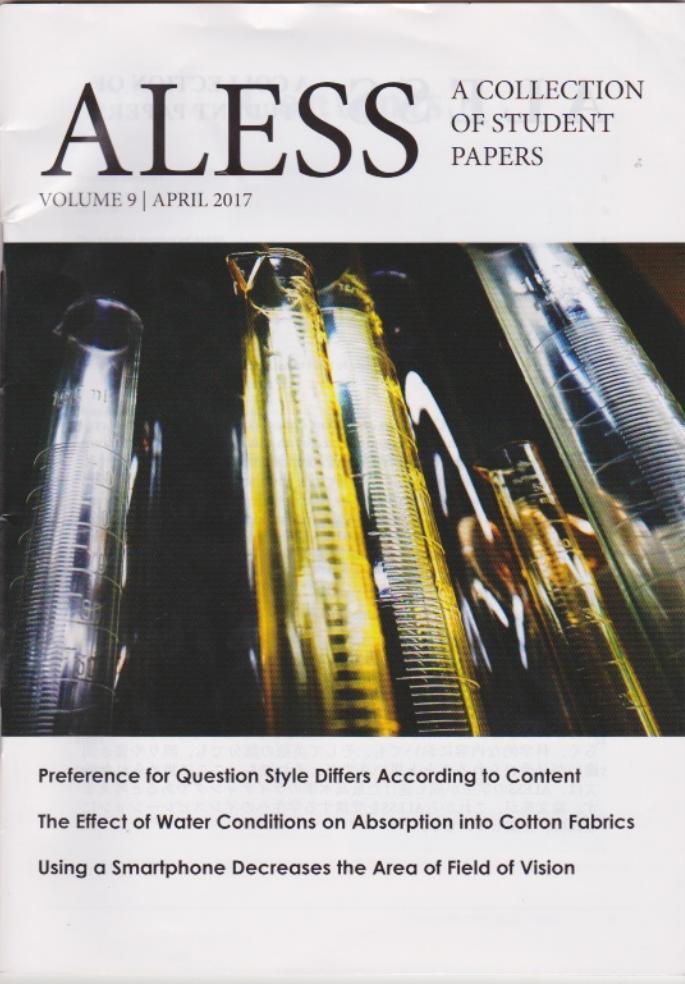 ALESS
A COLLECTION
OF STUDENT
PAPERS
VOLUME 9 | APRIL 2017
Preference for Question Style Differs According to Content
The Effect of Water Conditions on Absorption into Cotton Fabrics
Using a Smartphone Decreases the Area of Field of Vision